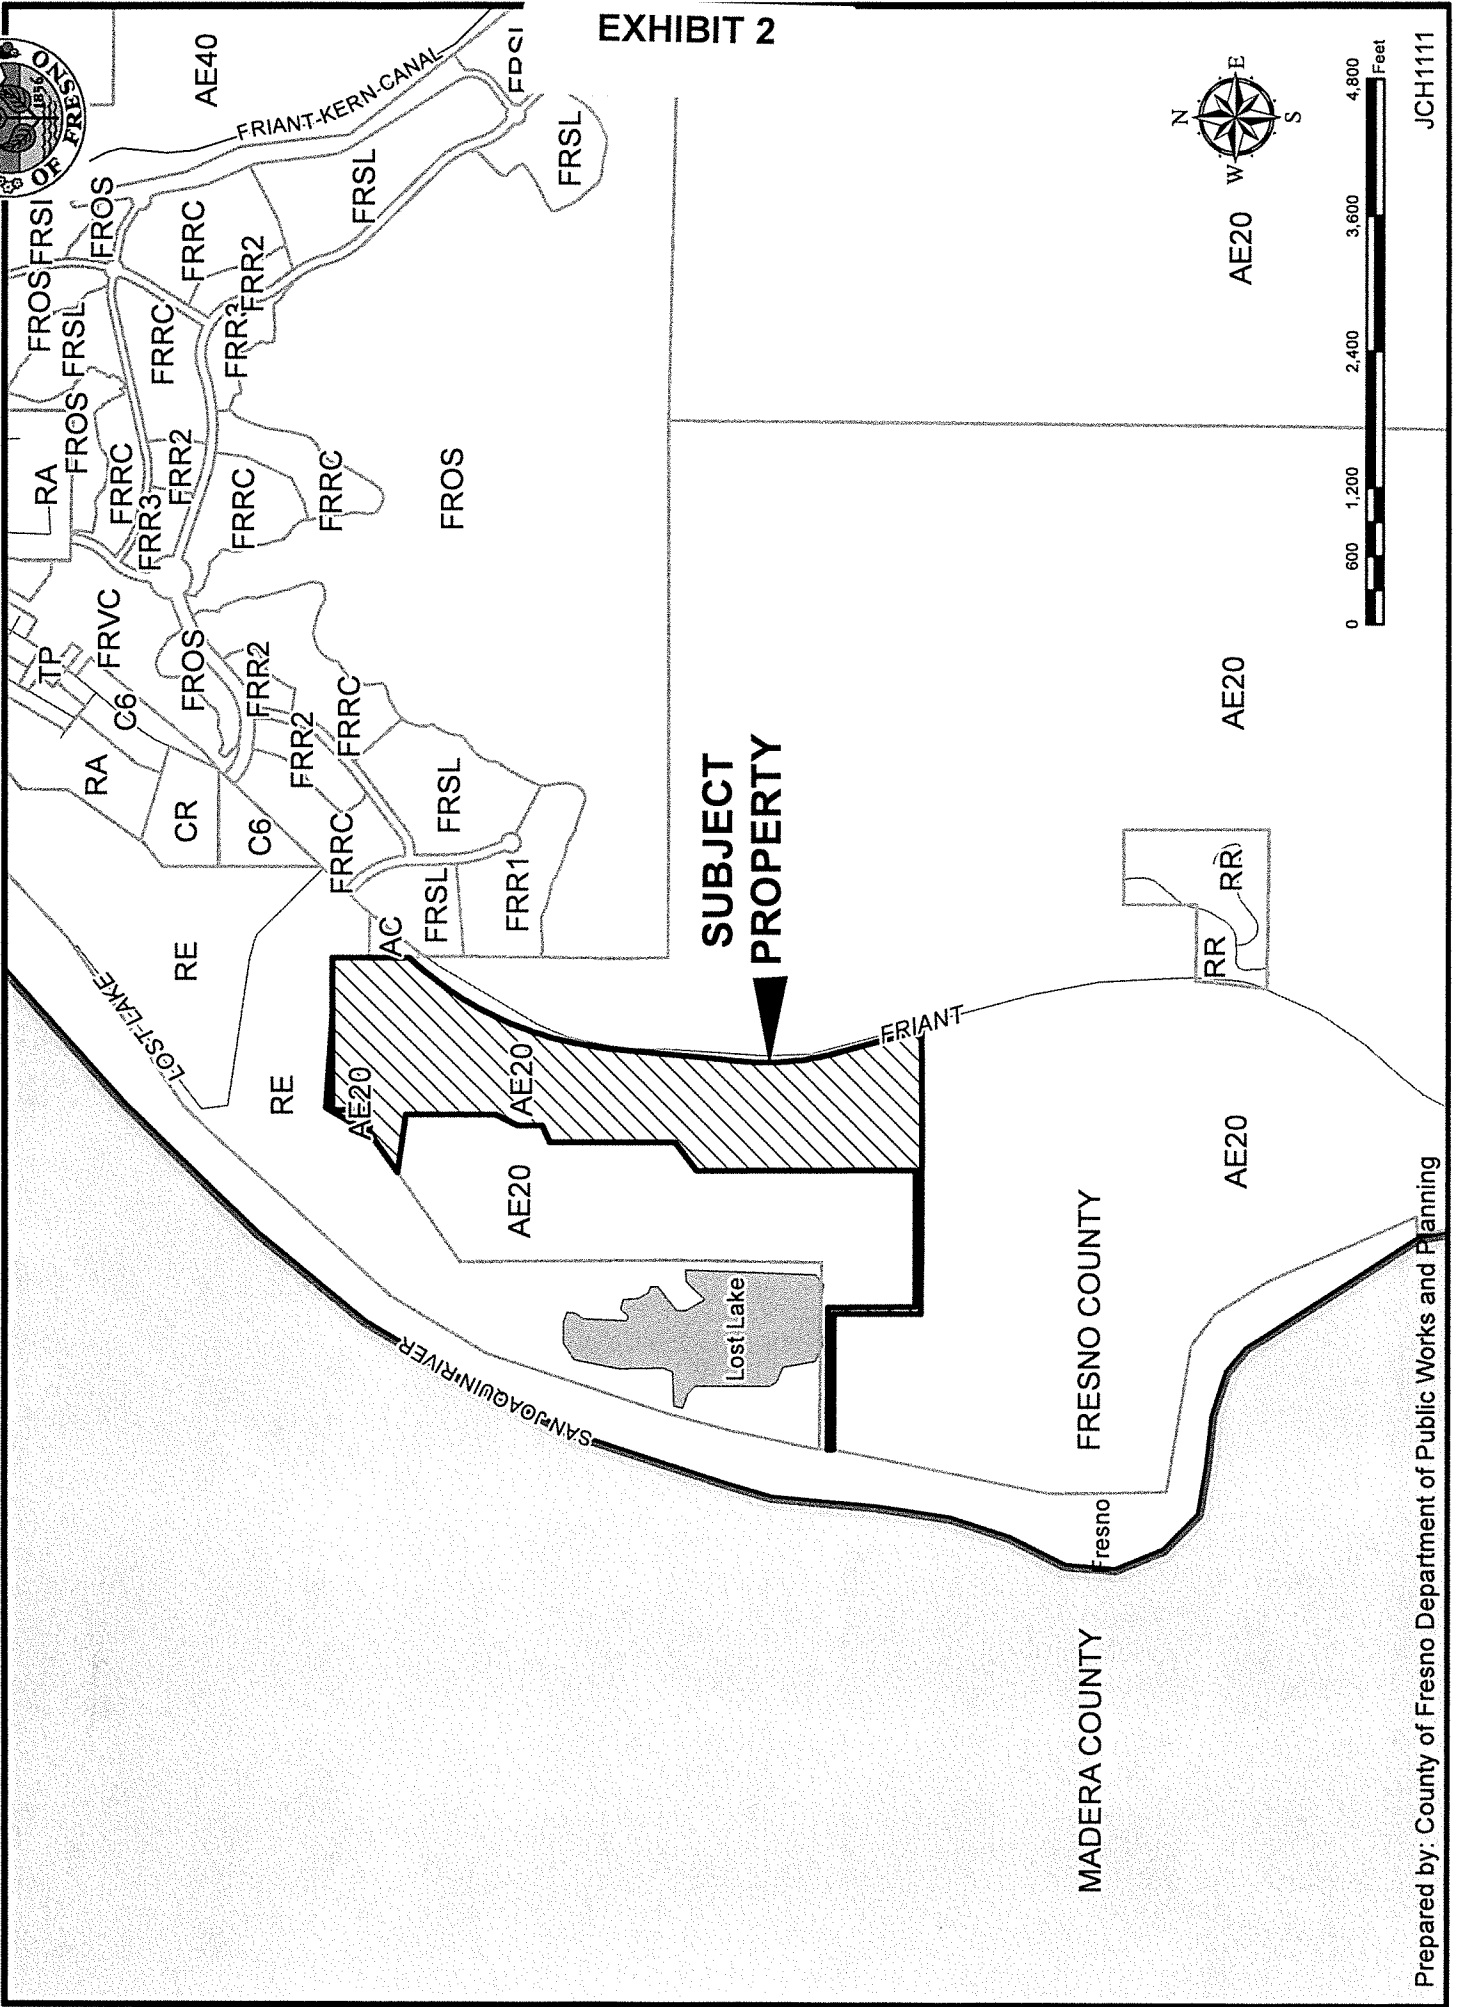 EXHIBIT 2
OF FRESNO
1856
AE40
FRIANT-KERN-CANAL
FRSL
FRSL
FROS
FRSL
FROS
FRRC
FRR2
FROS
FRSL
FRRC
RA
FROS
FRRC
FRR2
FRR3
FRRC
FRRC
FROS
TP
FRVC
C6
FROS
FRR2
FRR2
FRRC
FRSL
RA
CR
C6
FRRC
FRSL
FRR1
AC
RE
LOST-LAKE
RE
AE20
AE20
AE20
SUBJECT
PROPERTY
FRIANT
Lost Lake
SAN-JOAQUIN-RIVER
AE20
AE20
RR
RR
AE20
FRESNO COUNTY
Fresno
MADERA COUNTY
N
W E
S
0 600 1,200 2,400 3,600 4,800
Feet
JCH1111
Prepared by: County of Fresno Department of Public Works and Planning